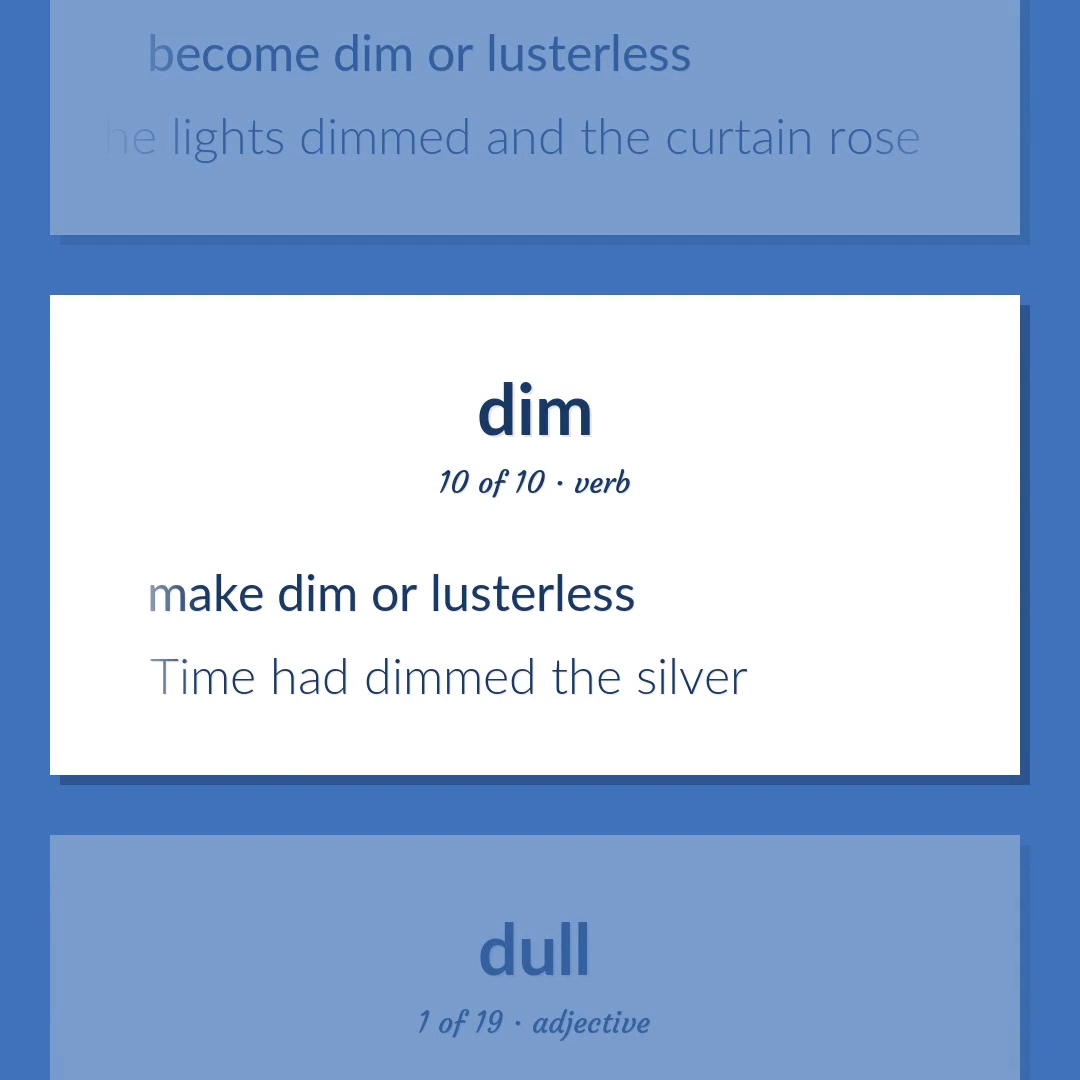 become dim or lusterless
he lights dimmed and the curtain rose
dim
10 of 10 · verb
make dim or lusterless
Time had dimmed the silver
dull
1 of 19 · adjective